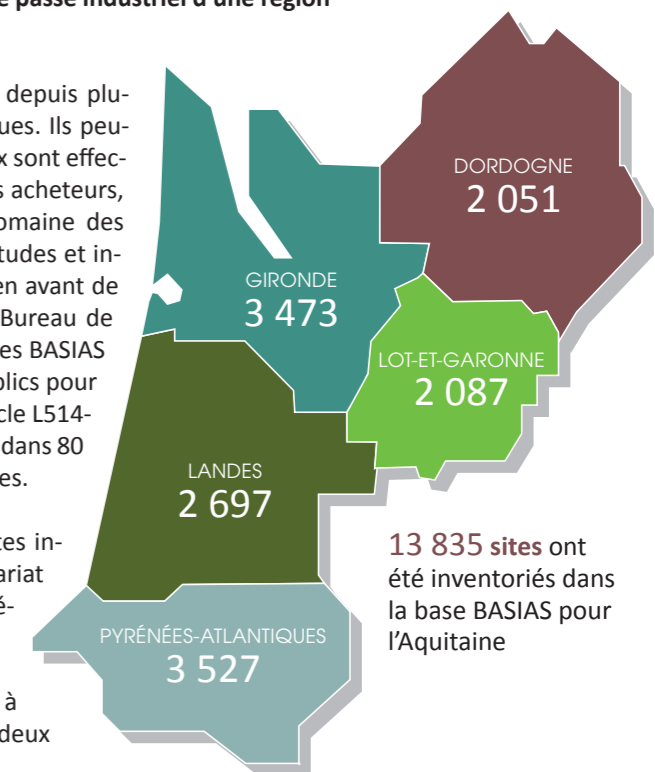 e passé industriel d'une région
depuis plu-
ques. Ils peu-
x sont effec-
s acheteurs,
omaine des
tudes et in-
en avant de
Bureau de
es BASIAS
blics pour
cle L514-
dans 80
es.
tes in-
ariat
é-
à
deux
DORDOGNE
2 051
GIRONDE
3 473
LOT-ET-GARONNE
2 087
LANDES
2 697
PYRÉNÉES-ATLANTIQUES
3 527
13 835 sites ont
été inventoriés dans
la base BASIAS pour
l'Aquitaine